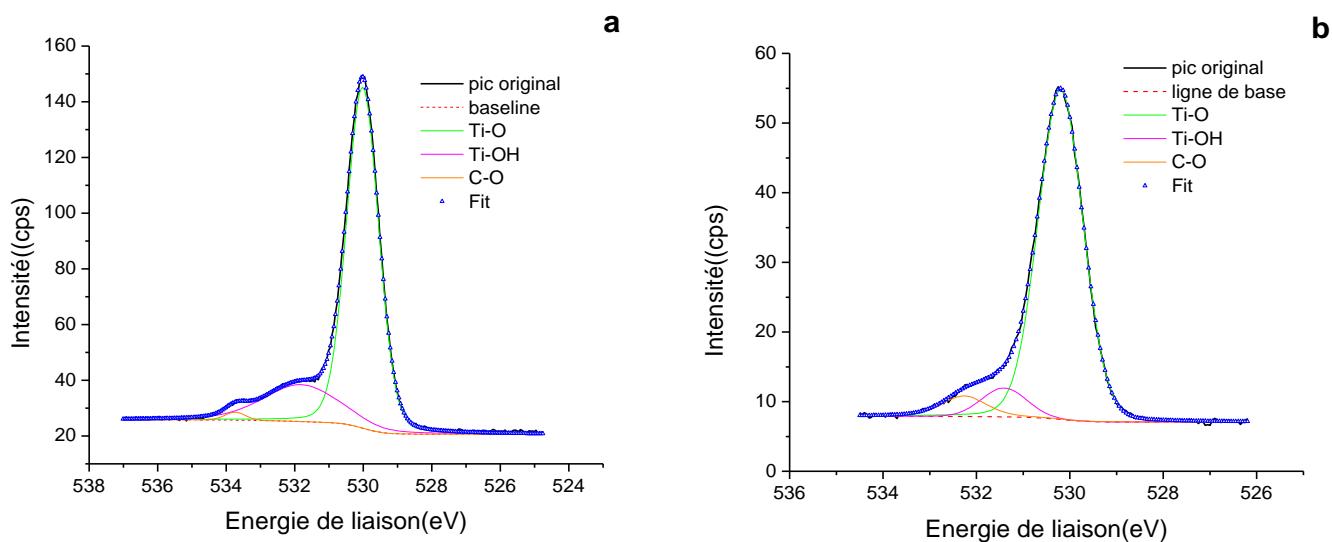 a
160
140
120
100
80
60
40
20
538 536 534 532 530 528 526 524
Intensité((cps)
Energie de liaison(eV)
pic original
baseline
Ti-O
Ti-OH
C-O
Fit
b
60
50
40
30
20
10
0
536 534 532 530 528 526
Intensité((cps)
Energie de liaison(eV)
pic original
ligne de base
Ti-O
Ti-OH
C-O
Fit